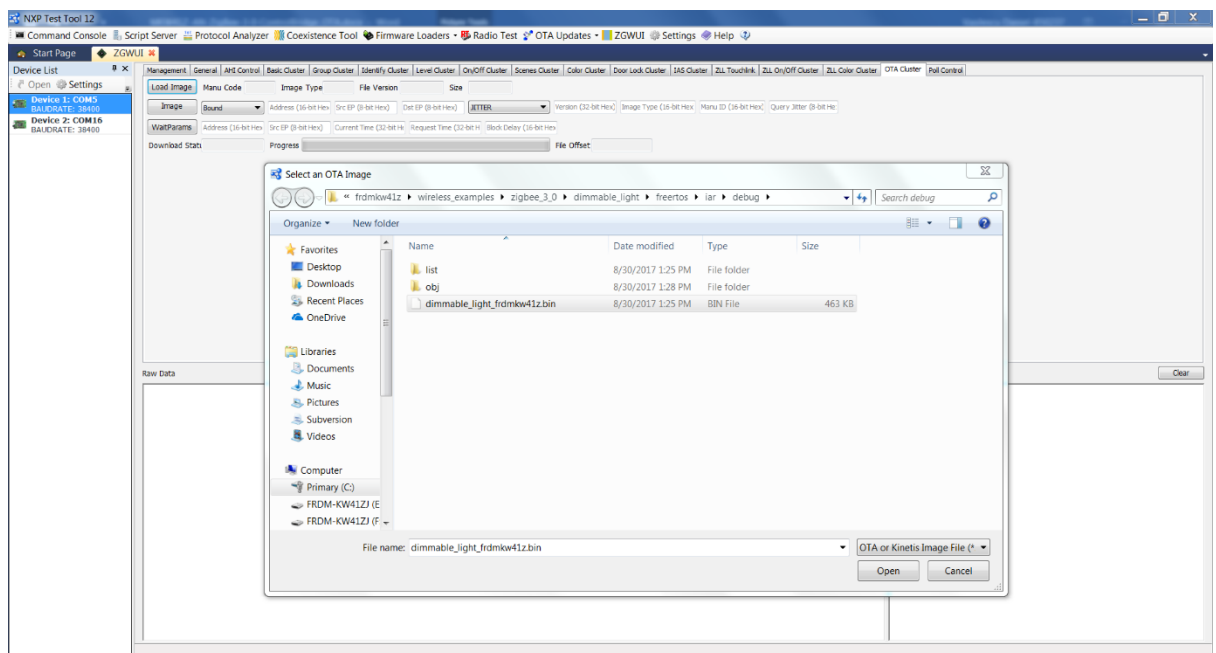 NXP Test Tool 12
Command Console Script Server Protocol Analyzer Coexistence Tool Firmware Loaders Radio Test OTA Updates ZGWUI Settings Help
Start Page ZGWUI
Device List
Open Settings
Device 1: COM5
BAUDRATE: 38400
Device 2: COM16
BAUDRATE: 38400
Management General AHI Control Basic Cluster Group Cluster Identify Cluster Level Cluster On/Off Cluster Scenes Cluster Color Cluster Door Lock Cluster IAS Cluster ZLL Touchlink ZLL On/Off Cluster ZLL Color Cluster OTA Cluster Poll Control
Load Image Manu Code Image Type File Version Size
Image Bound Address (16-bit Hex Src EP (8-bit Hex) Dst EP (8-bit Hex) JITTER Version (32-bit Hex) Image Type (16-bit Hex Manu ID (16-bit Hex) Query Jitter (8-bit He
WaitParams Address (16-bit Hex Src EP (8-bit Hex) Current Time (32-bit He Request Time (32-bit H Block Delay (16-bit Hex
Download Stat Progress File Offset
Select an OTA Image
« frdmkw41z wireless_examples zigbee_3_0 dimmable_light freertos iar debug
Search debug
Organize New folder
Favorites
Desktop
Downloads
Recent Places
OneDrive
Libraries
Documents
Music
Pictures
Subversion
Videos
Computer
Primary (C:)
FRDM-KW41ZJ (E
FRDM-KW41ZJ (F
Name Date modified Type Size
list 8/30/2017 1:25 PM File folder
obj 8/30/2017 1:28 PM File folder
dimmable_light_frdmkw41z.bin 8/30/2017 1:25 PM BIN File 463 KB
File name: dimmable_light_frdmkw41z.bin OTA or Kinetis Image File (*
Open Cancel
Raw Data
Clear